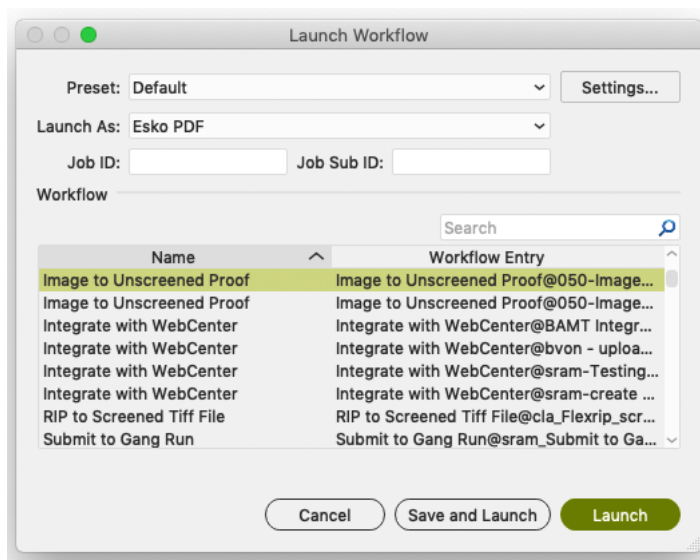 Launch Workflow
Preset: Default Settings...
Launch As: Esko PDF
Job ID: Job Sub ID:
Workflow
Search
Name Workflow Entry
Image to Unscreened Proof Image to Unscreened Proof@050-Image...
Image to Unscreened Proof Image to Unscreened Proof@050-Image...
Integrate with WebCenter Integrate with WebCenter@BAMT Integr...
Integrate with WebCenter Integrate with WebCenter@bvon - uploa...
Integrate with WebCenter Integrate with WebCenter@sram-Testing...
Integrate with WebCenter Integrate with WebCenter@sram-create ...
RIP to Screened Tiff File RIP to Screened Tiff File@cla_Flexrip_scr...
Submit to Gang Run Submit to Gang Run@sram_Submit to Ga...
Cancel Save and Launch Launch